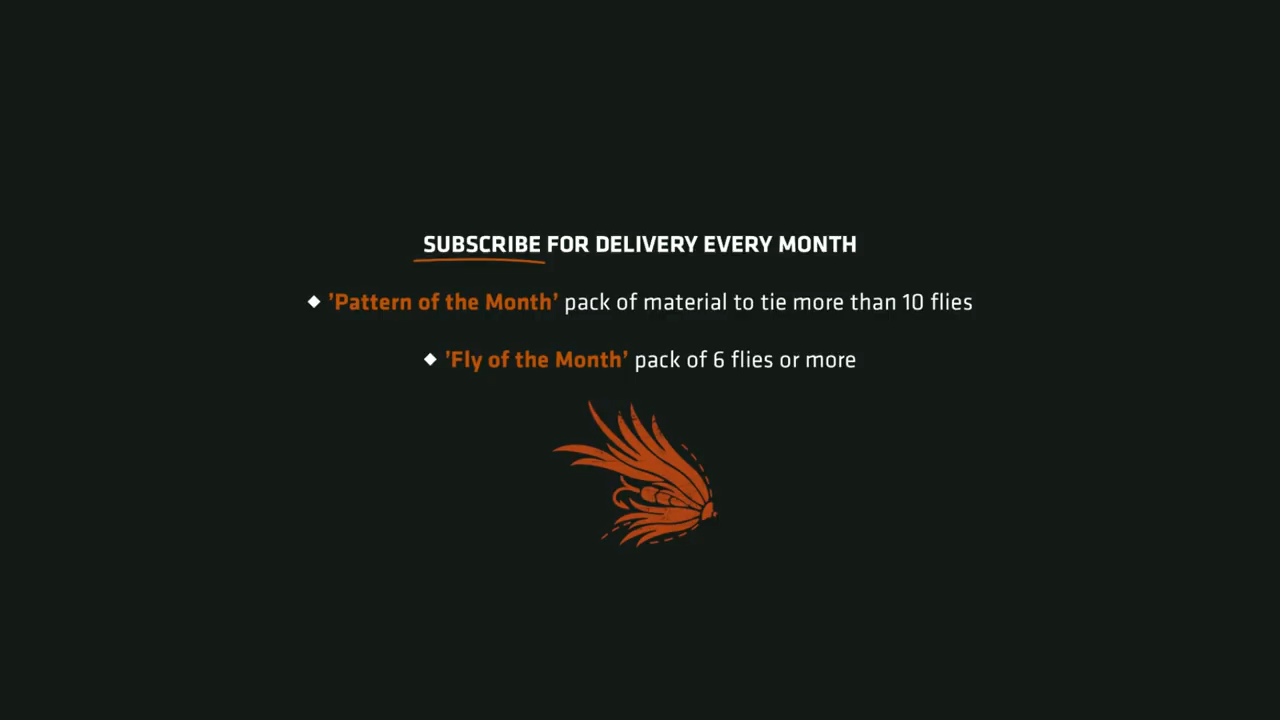 SUBSCRIBE FOR DELIVERY EVERY MONTH
◆ ’Pattern of the Month’ pack of material to tie more than 10 flies
◆ ’Fly of the Month’ pack of 6 flies or more